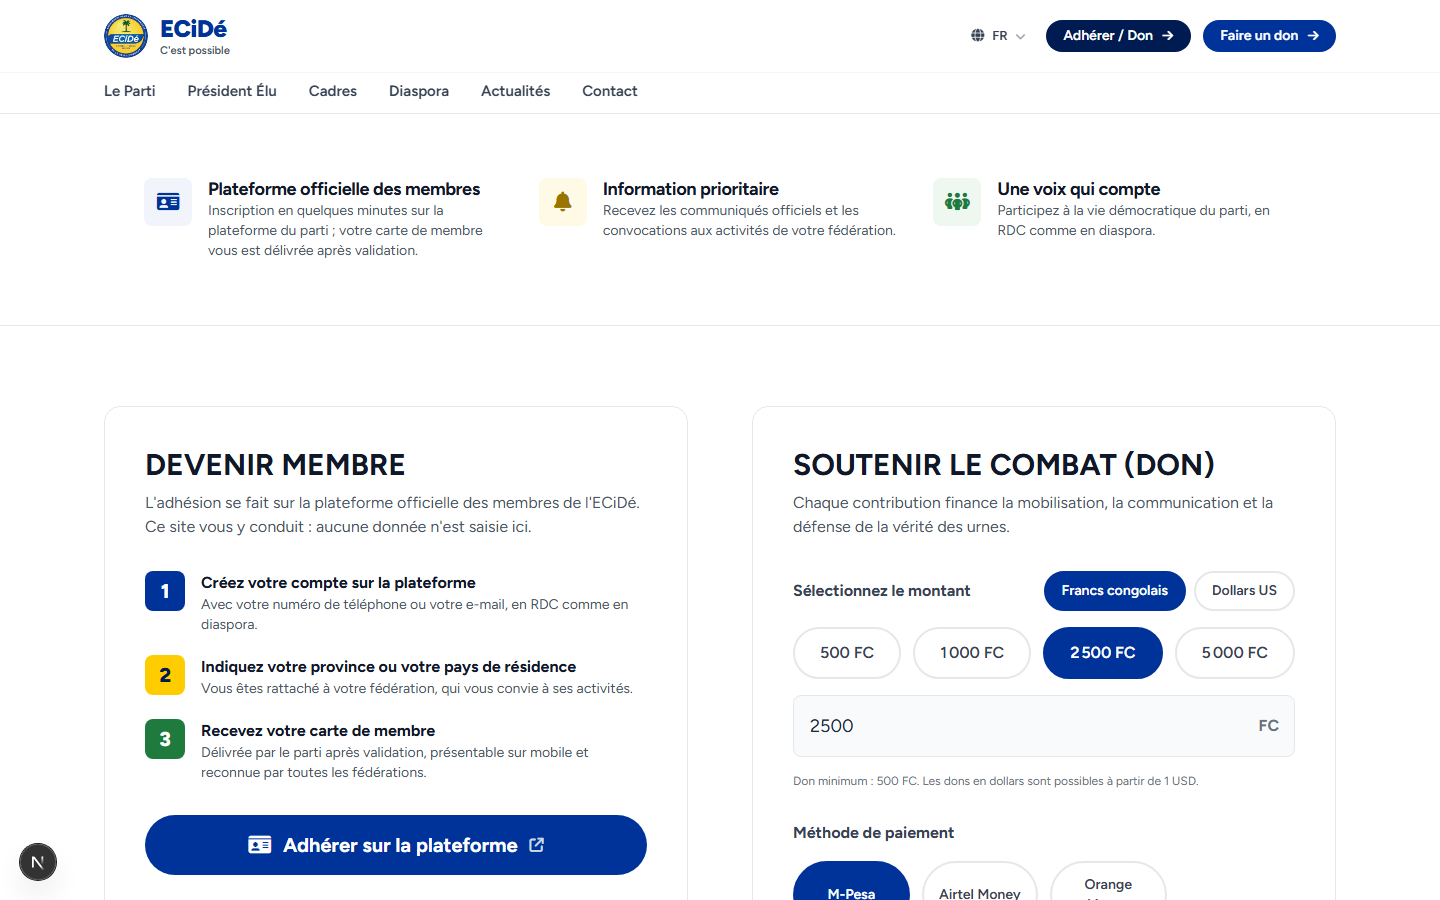 ECiDé
ECiDé
C'est possible
FR
Adhérer / Don
Faire un don
Le Parti
Président Élu
Cadres
Diaspora
Actualités
Contact
Plateforme officielle des membres
Inscription en quelques minutes sur la
plateforme du parti ; votre carte de membre
vous est délivrée après validation.
Information prioritaire
Recevez les communiqués officiels et les
convocations aux activités de votre fédération.
Une voix qui compte
Participez à la vie démocratique du parti, en
RDC comme en diaspora.
DEVENIR MEMBRE
L'adhésion se fait sur la plateforme officielle des membres de l'ECiDé.
Ce site vous y conduit : aucune donnée n'est saisie ici.
1
Créez votre compte sur la plateforme
Avec votre numéro de téléphone ou votre e-mail, en RDC comme en
diaspora.
2
Indiquez votre province ou votre pays de résidence
Vous êtes rattaché à votre fédération, qui vous convie à ses activités.
3
Recevez votre carte de membre
Délivrée par le parti après validation, présentable sur mobile et
reconnue par toutes les fédérations.
Adhérer sur la plateforme
SOUTENIR LE COMBAT (DON)
Chaque contribution finance la mobilisation, la communication et la
défense de la vérité des urnes.
Sélectionnez le montant
Francs congolais
Dollars US
500 FC
1 000 FC
2 500 FC
5 000 FC
2500
FC
Don minimum : 500 FC. Les dons en dollars sont possibles à partir de 1 USD.
Méthode de paiement
M-Pesa
Airtel Money
Orange
N